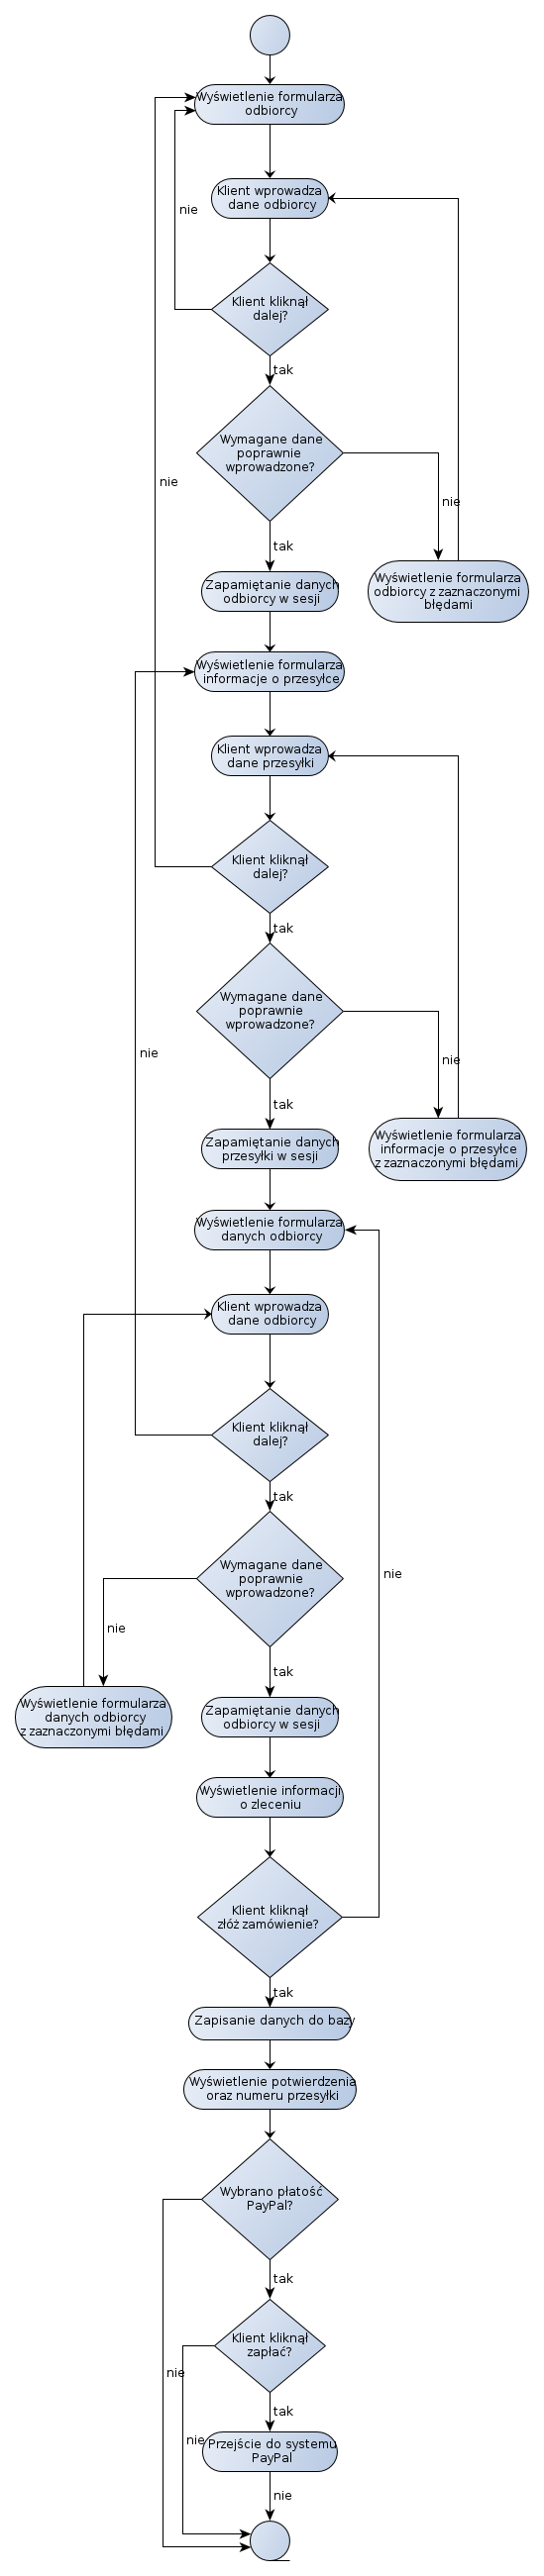 Wyświetlenie formularza
odbiorcy
Klient wprowadza
dane odbiorcy
nie
Klient kliknął
dalej?
tak
Wymagane dane
poprawnie
wprowadzone?
nie
nie
tak
Zapamiętanie danych
odbiorcy w sesji
Wyświetlenie formularza
odbiorcy z zaznaczonymi
błędami
Wyświetlenie formularza
informacje o przesyłce
Klient wprowadza
dane przesyłki
Klient kliknął
dalej?
tak
Wymagane dane
poprawnie
wprowadzone?
nie
nie
tak
Zapamiętanie danych
przesyłki w sesji
Wyświetlenie formularza
informacje o przesyłce
z zaznaczonymi błędami
Wyświetlenie formularza
danych odbiorcy
Klient wprowadza
dane odbiorcy
Klient kliknął
dalej?
tak
Wymagane dane
poprawnie
wprowadzone?
nie
nie
tak
Wyświetlenie formularza
danych odbiorcy
z zaznaczonymi błędami
Zapamiętanie danych
odbiorcy w sesji
Wyświetlenie informacji
o zleceniu
Klient kliknął
złóż zamówienie?
tak
Zapisanie danych do bazy
Wyświetlenie potwierdzenia
oraz numeru przesyłki
Wybrano płatość
PayPal?
tak
Klient kliknął
zapłać?
nie
tak
nie
Przejście do systemu
PayPal
nie